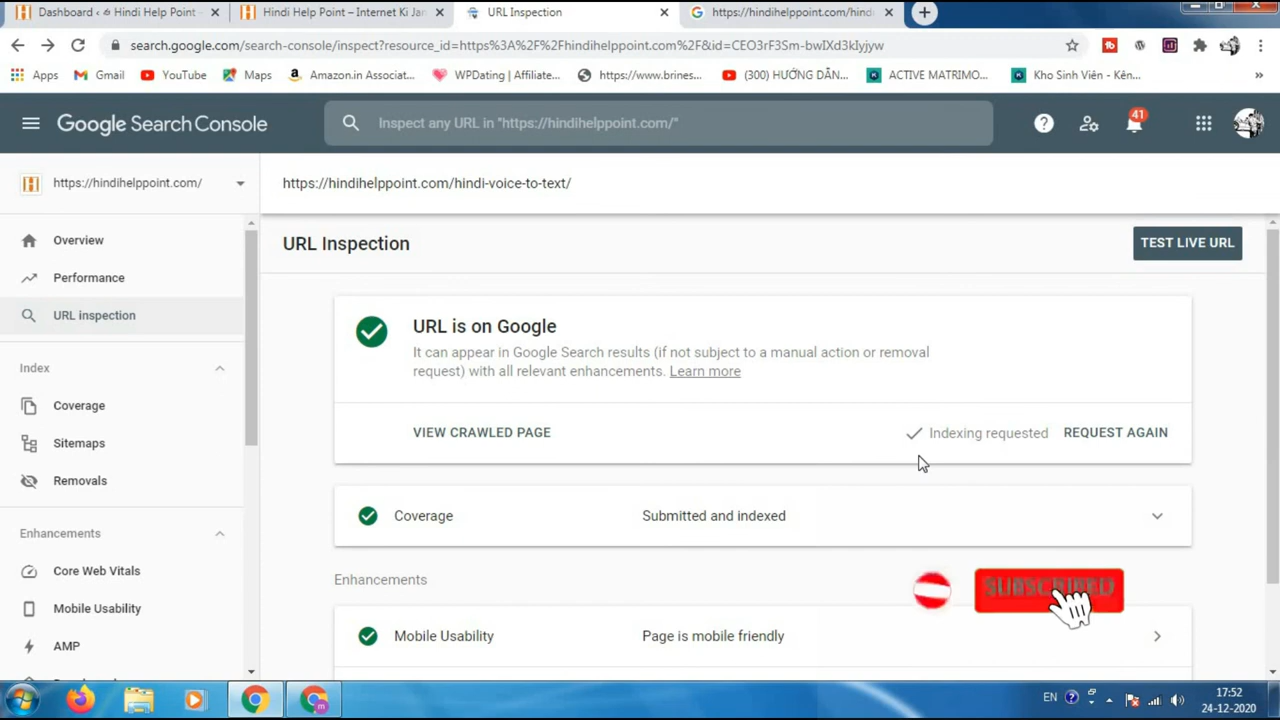 Dashboard ‹
Hindi Help Point
Hindi Help Point – Internet Ki Jan
URL Inspection
https://hindihelppoint.com/hind
search.google.com/search-console/inspect?resource_id=https%3A%2F%2Fhindihelppoint.com%2F&id=CEO3rF3Sm-bwIXd3kIyjyw
Apps
Gmail
YouTube
Maps
Amazon.in Associat...
WPDating | Affiliate...
https://www.brines...
(300) HƯỚNG DẪN...
ACTIVE MATRIMO...
Kho Sinh Viên - Kên...
»
Google Search Console
Inspect any URL in "https://hindihelppoint.com/"
41
https://hindihelppoint.com/
https://hindihelppoint.com/hindi-voice-to-text/
Overview
Performance
URL inspection
Index
Coverage
Sitemaps
Removals
Enhancements
Core Web Vitals
Mobile Usability
AMP
URL Inspection
TEST LIVE URL
URL is on Google
It can appear in Google Search results (if not subject to a manual action or removal
request) with all relevant enhancements. Learn more
VIEW CRAWLED PAGE
Indexing requested
REQUEST AGAIN
Coverage
Submitted and indexed
Enhancements
SUBSCRIBED
Mobile Usability
Page is mobile friendly
EN
17:52
24-12-2020